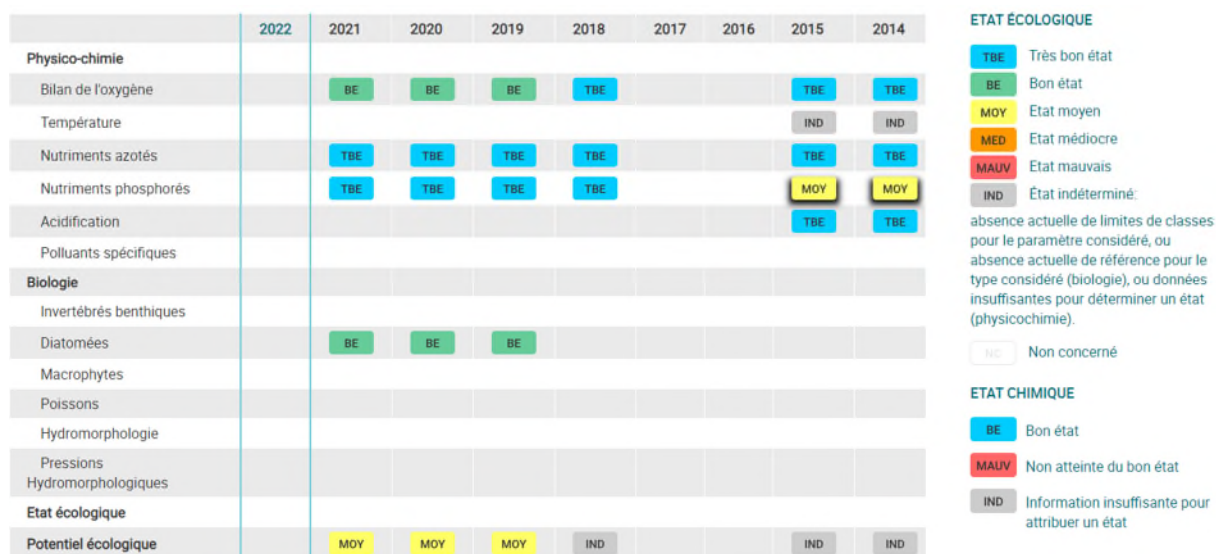 2022 2021 2020 2019 2018 2017 2016 2015 2014
Physico-chimie
Bilan de l'oxygène BE BE BE TBE TBE TBE
Température IND IND
Nutriments azotés TBE TBE TBE TBE TBE TBE
Nutriments phosphorés TBE TBE TBE TBE MOY MOY
Acidification TBE TBE
Polluants spécifiques
Biologie
Invertébrés benthiques
Diatomées BE BE BE
Macrophytes
Poissons
Hydromorphologie
Pressions
Hydromorphologiques
Etat écologique
Potentiel écologique MOY MOY MOY IND IND IND
ETAT ÉCOLOGIQUE
TBE Très bon état
BE Bon état
MOY Etat moyen
MED Etat médiocre
MAUV Etat mauvais
IND État indéterminé:
absence actuelle de limites de classes
pour le paramètre considéré, ou
absence actuelle de référence pour le
type considéré (biologie), ou données
insuffisantes pour déterminer un état
(physicochimie).
NC Non concerné
ETAT CHIMIQUE
BE Bon état
MAUV Non atteinte du bon état
IND Information insuffisante pour
attribuer un état